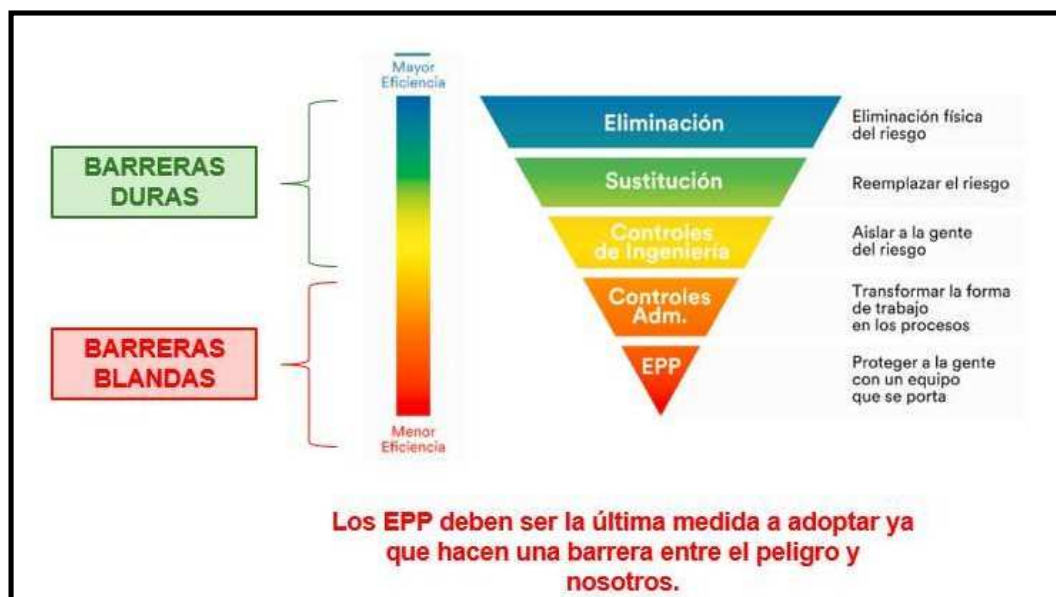 Mayor
Eficiencia
BARRERAS
DURAS
Eliminación
Eliminación física
del riesgo
Sustitución
Reemplazar el riesgo
Controles
de Ingeniería
Aislar a la gente
del riesgo
BARRERAS
BLANDAS
Controles
Adm.
Transformar la forma
de trabajo
en los procesos
EPP
Proteger a la gente
con un equipo
que se porta
Menor
Eficiencia
Los EPP deben ser la última medida a adoptar ya
que hacen una barrera entre el peligro y
nosotros.